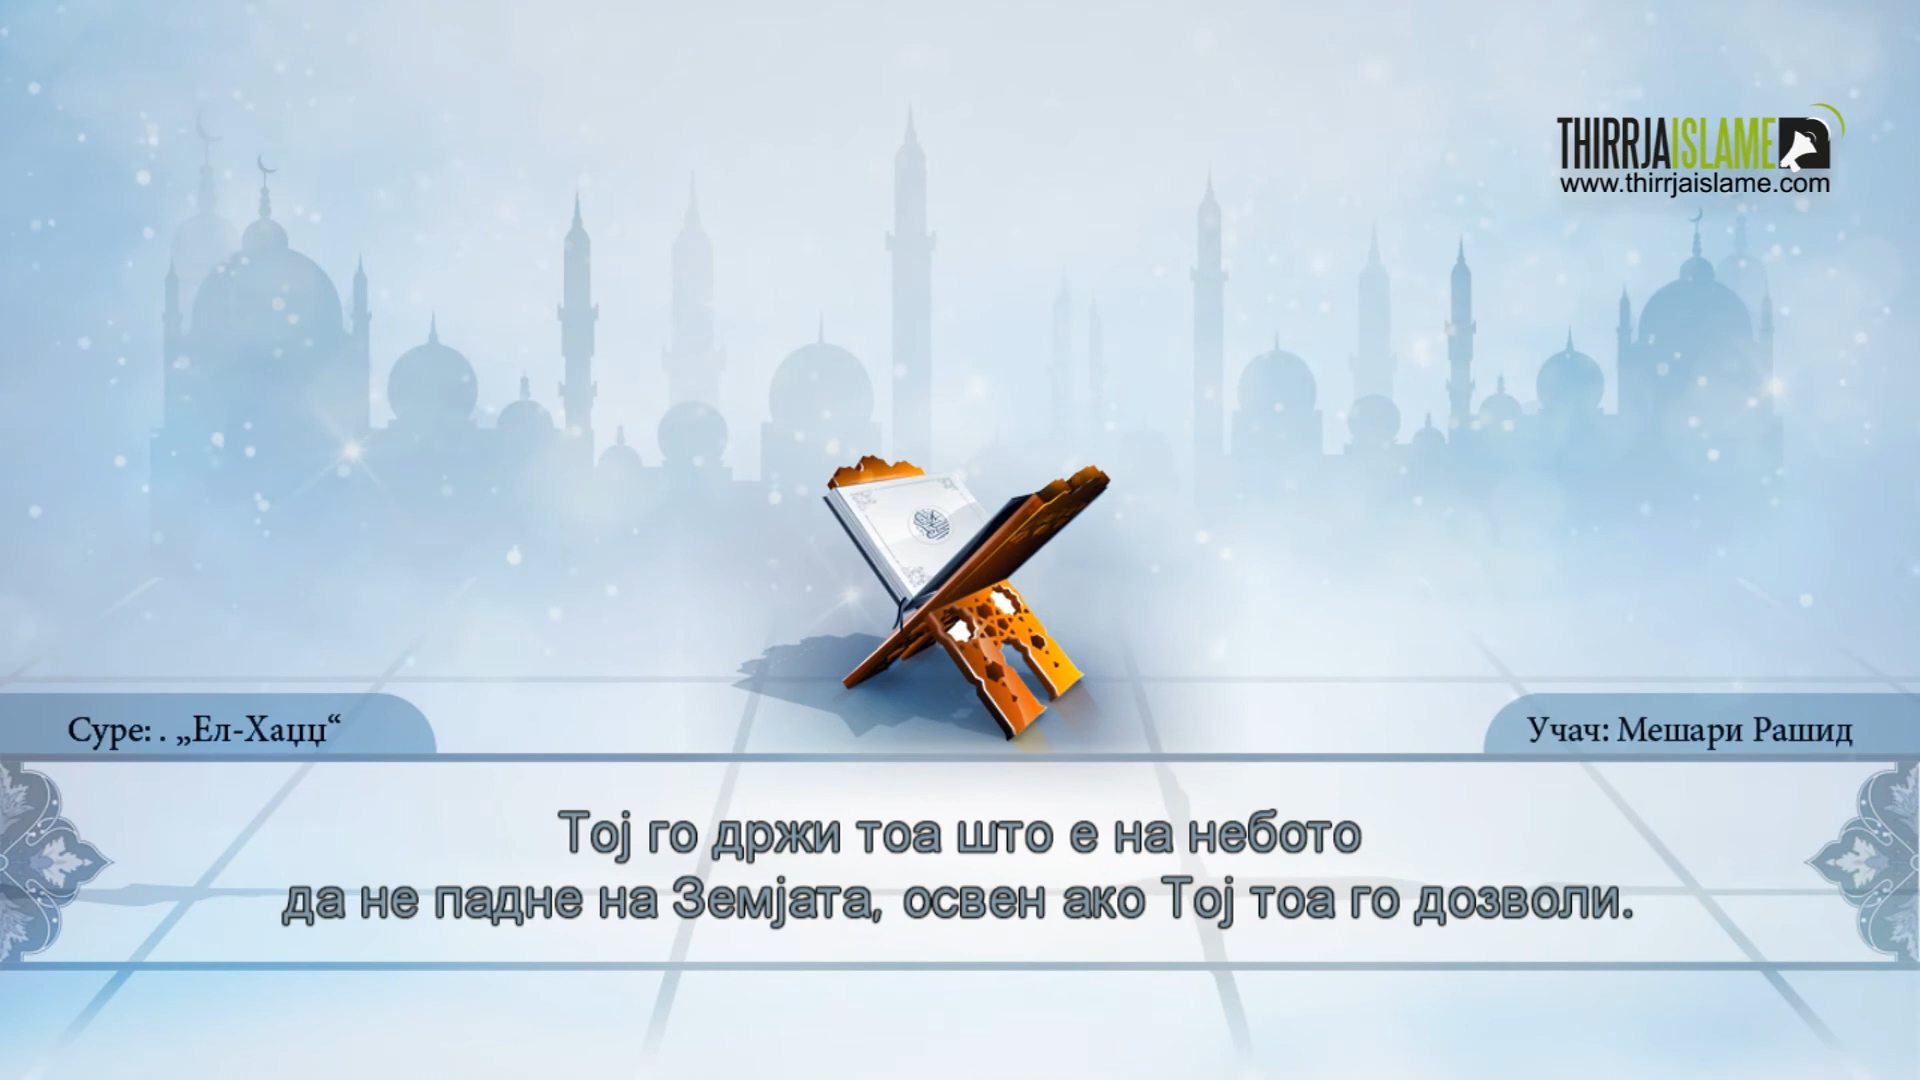 THIRRJAISLAME
www.thirrjaislame.com
Суре: . „Ел-Хаџџ“
Учач: Мешари Рашид
Тој го држи тоа што е на небото
да не падне на Земјата, освен ако Тој тоа го дозволи.